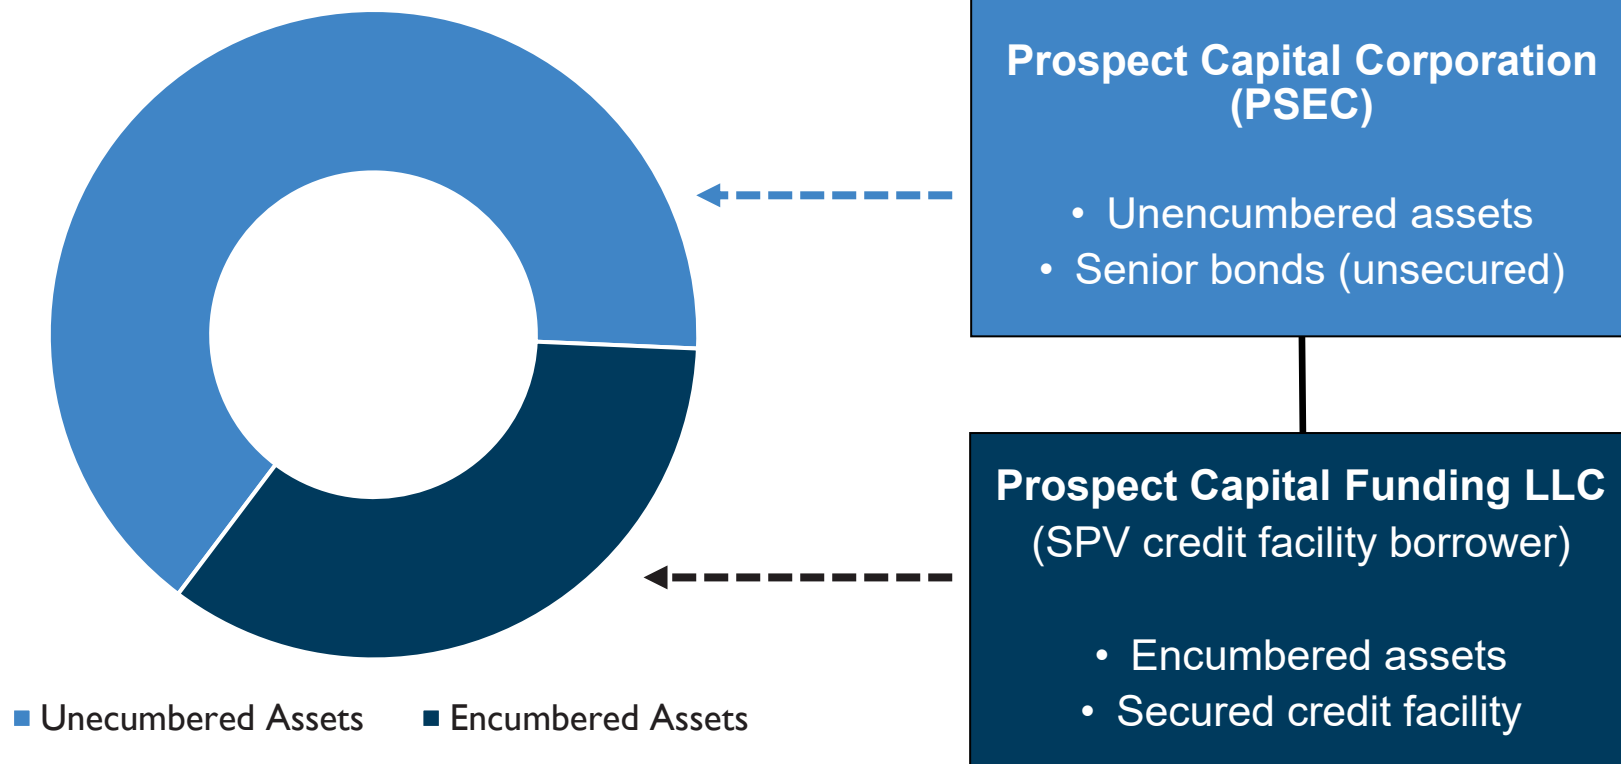 Prospect Capital Corporation
(PSEC)
• Unencumbered assets
• Senior bonds (unsecured)
Prospect Capital Funding LLC
(SPV credit facility borrower)
• Encumbered assets
• Secured credit facility
Unecumbered Assets
Encumbered Assets